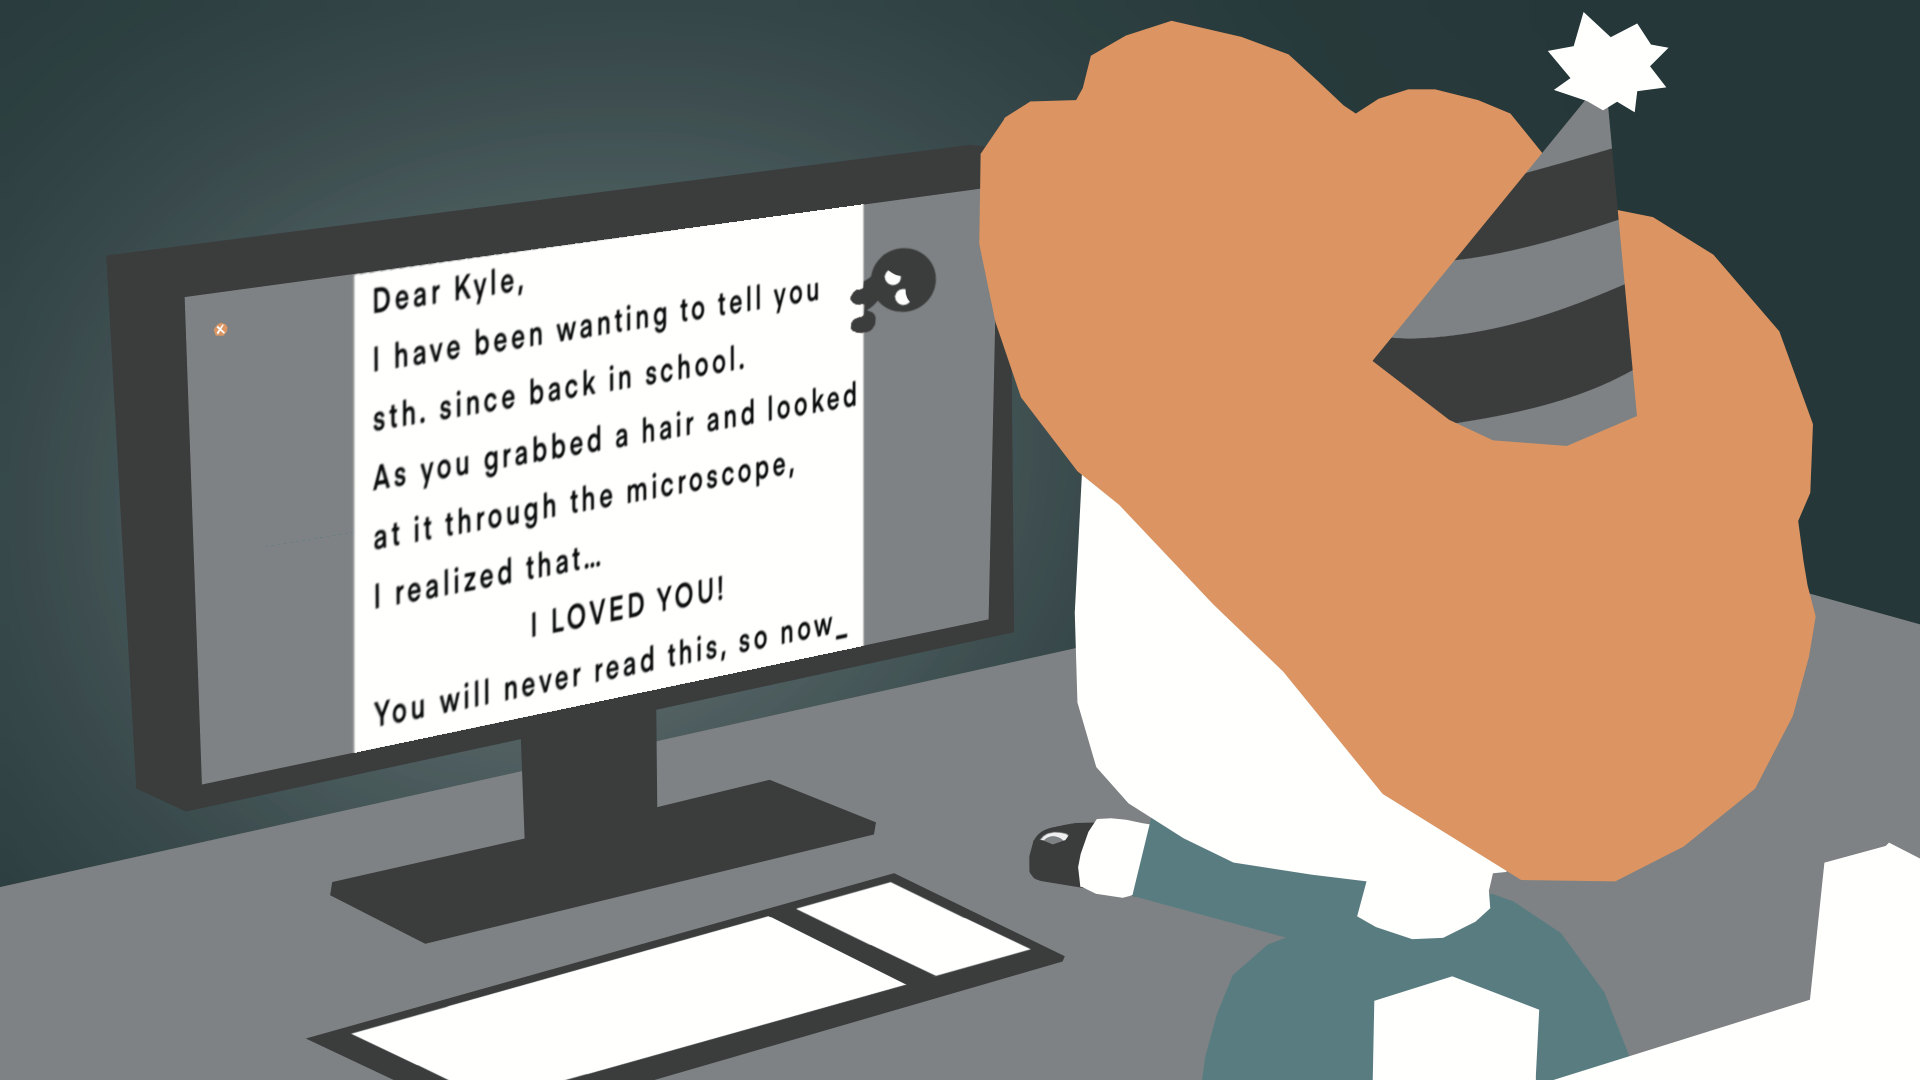 Dear Kyle,
I have been wanting to tell you
sth. since back in school.
As you grabbed a hair and looked
at it through the microscope,
I realized that...
I LOVED YOU!
You will never read this, so now_